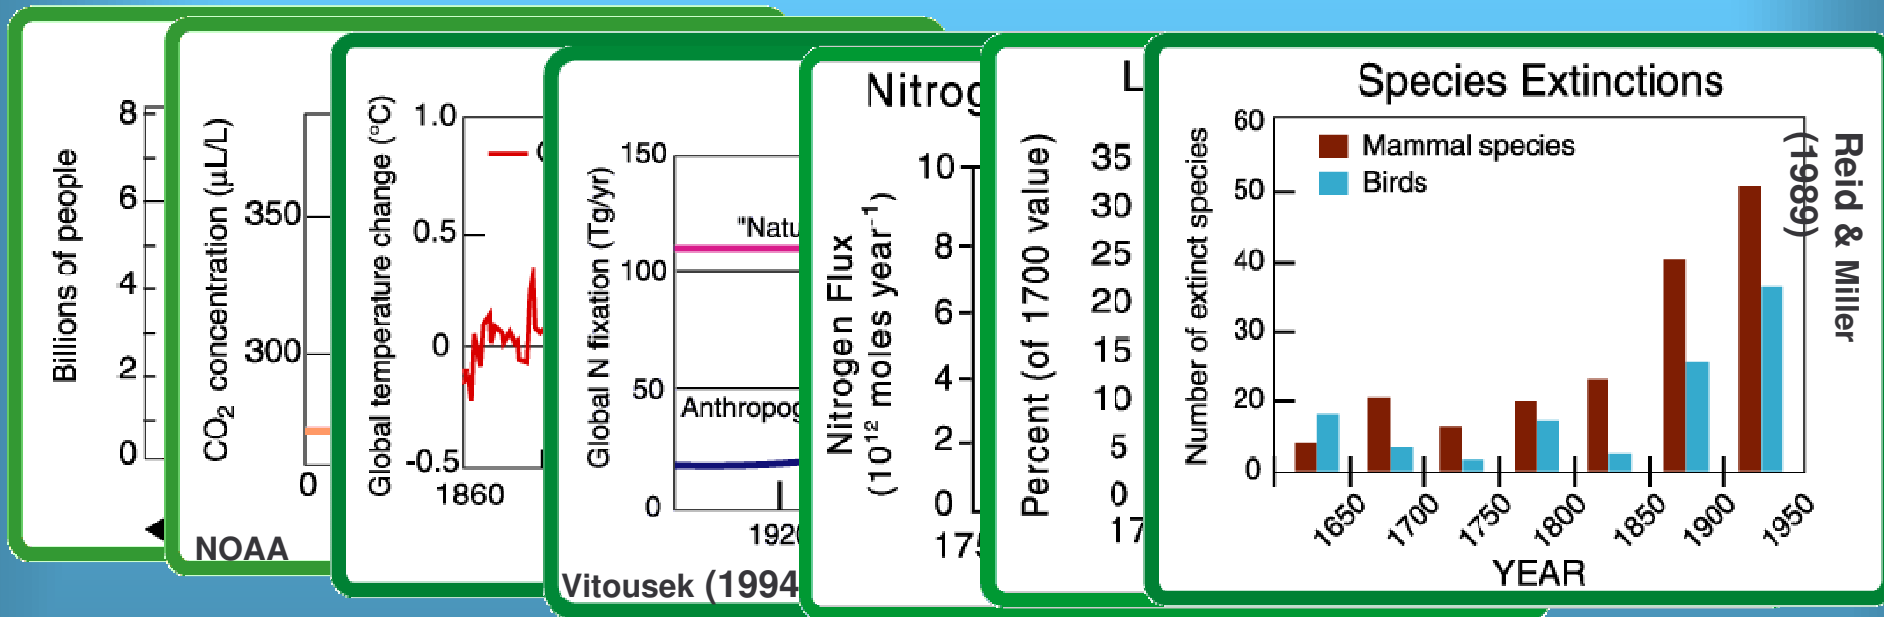 Billions of people
8
6
4
2
0
CO2 concentration (µL/L)
350
300
0
NOAA
Global temperature change (°C)
1.0
0.5
0
-0.5
1860
Global N fixation (Tg/yr)
150
100
50
0
"Natu
Anthropog
192
Vitousek (1994
Nitrog
Nitrogen Flux
(10¹² moles year⁻¹)
10
8
6
4
2
0
175
L
Percent (of 1700 value)
35
30
25
20
15
10
5
0
17
Species Extinctions
Number of extinct species
60
50
40
30
20
0
Mammal species
Birds
1650
1700
1750
1800
1850
1900
1950
YEAR
Reid & Miller
(1989)